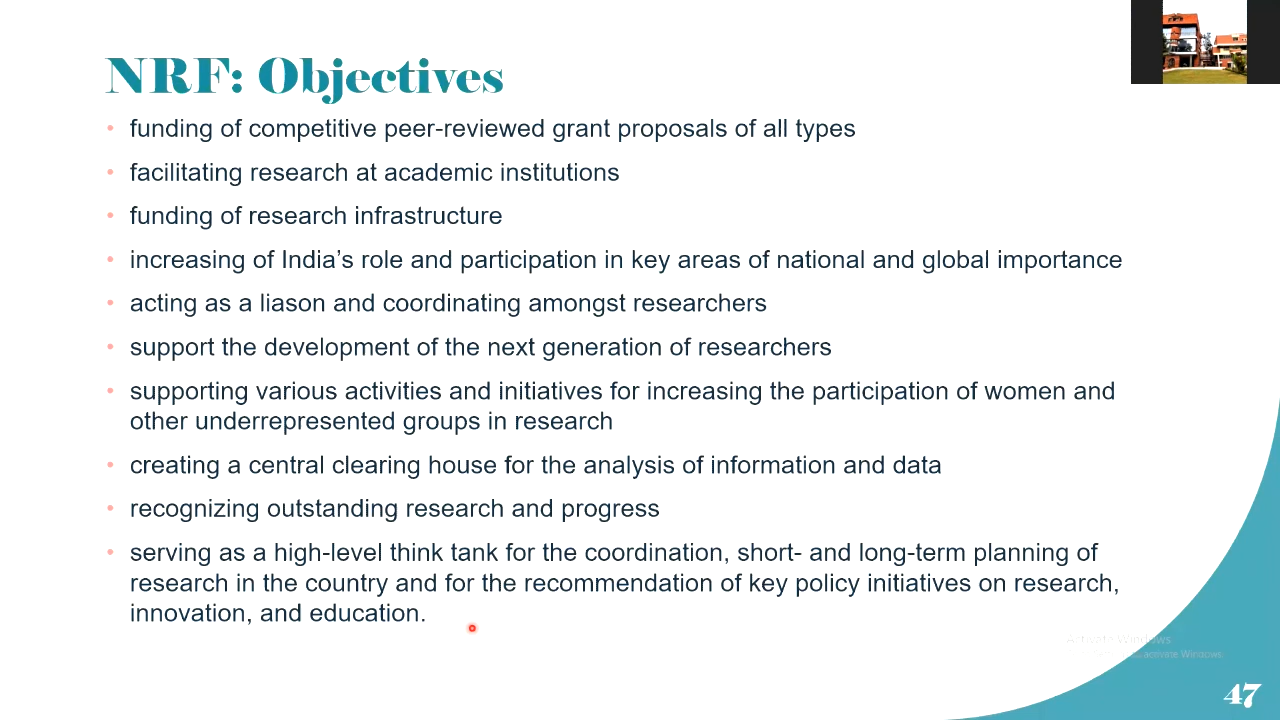 NRF: Objectives
• funding of competitive peer-reviewed grant proposals of all types
• facilitating research at academic institutions
• funding of research infrastructure
• increasing of India's role and participation in key areas of national and global importance
• acting as a liason and coordinating amongst researchers
• support the development of the next generation of researchers
• supporting various activities and initiatives for increasing the participation of women and
other underrepresented groups in research
• creating a central clearing house for the analysis of information and data
• recognizing outstanding research and progress
• serving as a high-level think tank for the coordination, short- and long-term planning of
research in the country and for the recommendation of key policy initiatives on research,
innovation, and education.
Activate Windows
activate Windows.
47